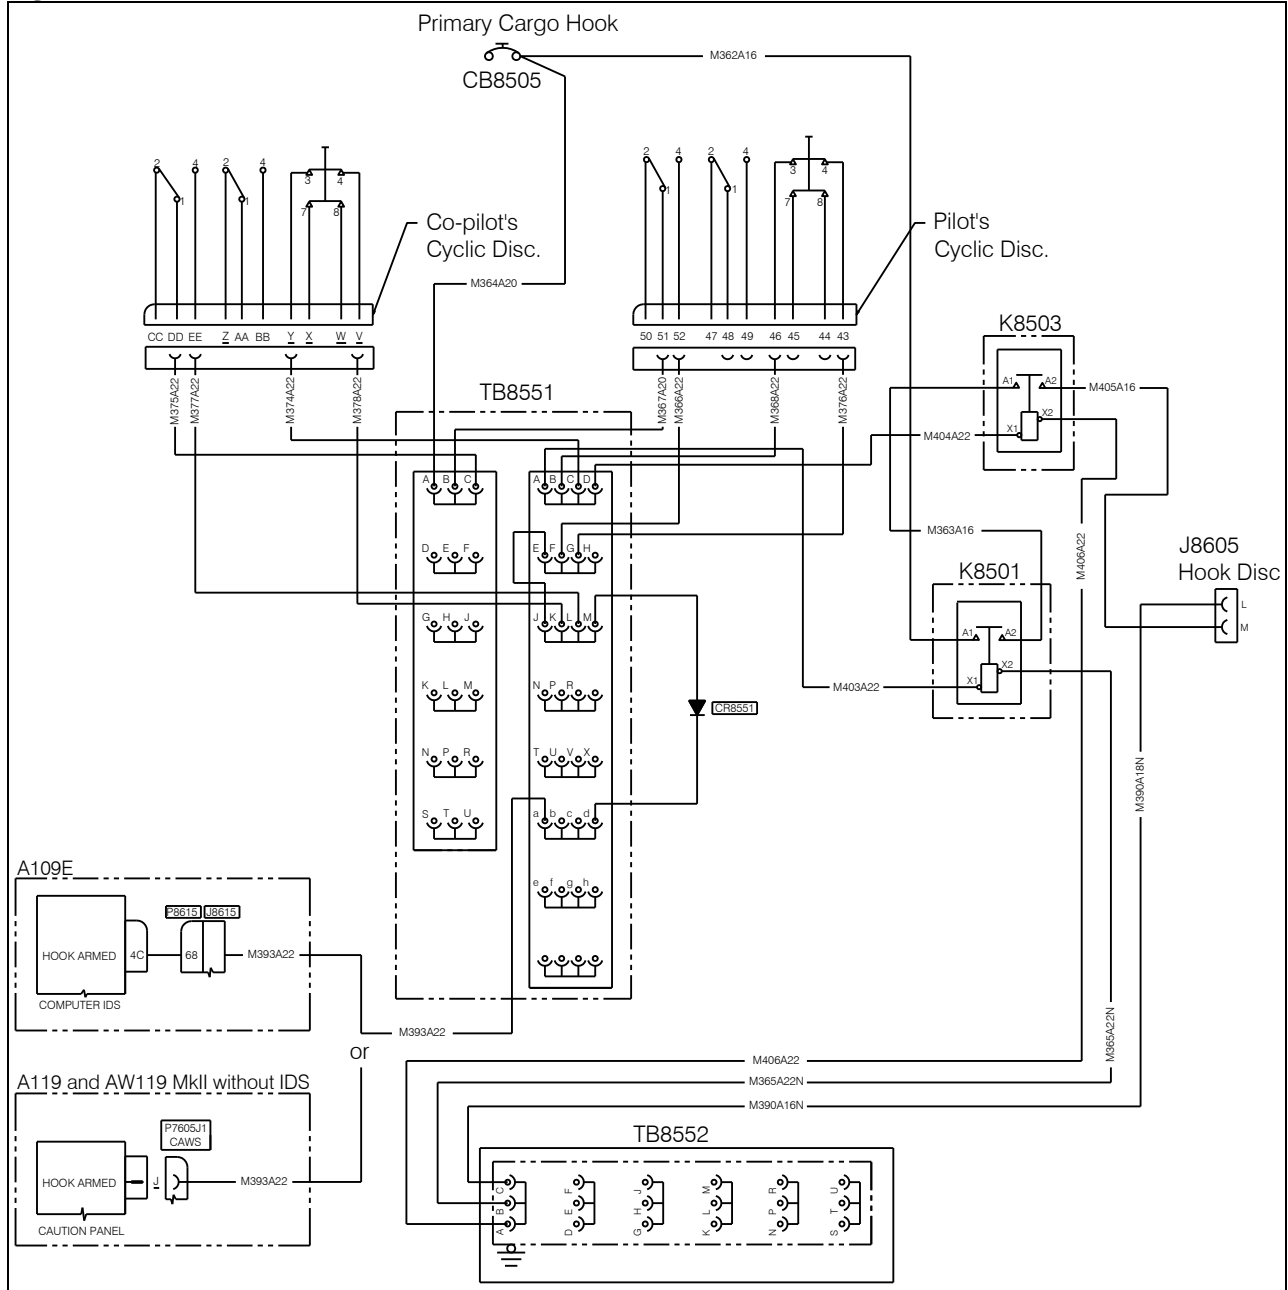 Primary Cargo Hook
CB8505
M362A16
2 4 2 4
1 1
3 4
7 8
Co-pilot's
Cyclic Disc.
M364A20
2 4 2 4
1 1
3 4
7 8
Pilot's
Cyclic Disc.
CC DD EE Z AA BB Y X W V
50 51 52 47 48 49 46 45 44 43
M375A22
M377A22
M374A22
M378A22
M367A20
M366A22
M368A22
M376A22
TB8551
K8503
A1 A2
X1 X2
M405A16
M404A22
M363A16
M406A22
K8501
A1 A2
X1 X2
M403A22
J8605
Hook Disc
L
M
A B C
D E F
G H J
K L M
N P R
S T U
A B C D
E F G H
J K L M
N P R
T U V X
a b c d
e f g h
CR8551
M390A18N
M365A22N
A109E
HOOK ARMED
4C
P8615 J8615
68
M393A22
COMPUTER IDS
M393A22
or
A119 and AW119 MkII without IDS
HOOK ARMED
J
P7605J1
CAWS
M393A22
CAUTION PANEL
M406A22
M365A22N
M390A16N
TB8552
C F J M R U
B E H L P T
A D G K N S